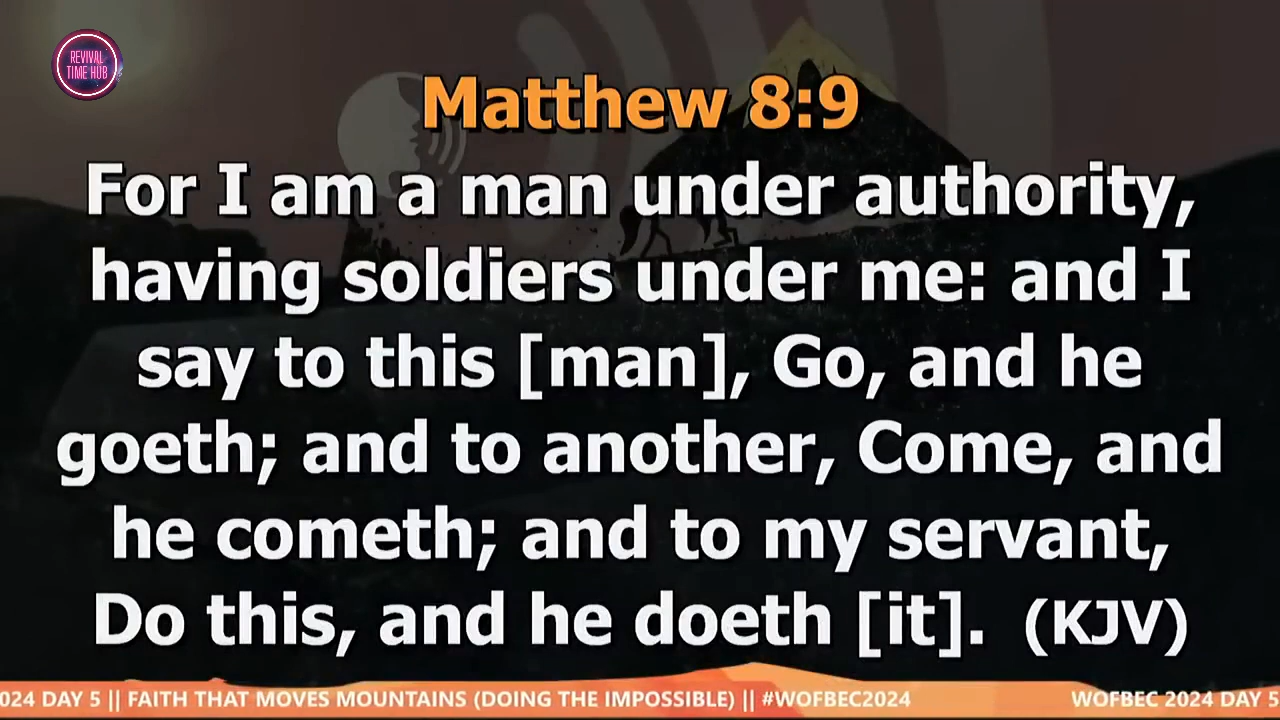 REVIVAL
TIME HUB
Matthew 8:9
For I am a man under authority,
having soldiers under me: and I
say to this [man], Go, and he
goeth; and to another, Come, and
he cometh; and to my servant,
Do this, and he doeth [it]. (KJV)
024 DAY 5 || FAITH THAT MOVES MOUNTAINS (DOING THE IMPOSSIBLE) || #WOFBEC2024 WOFBEC 2024 DAY 5